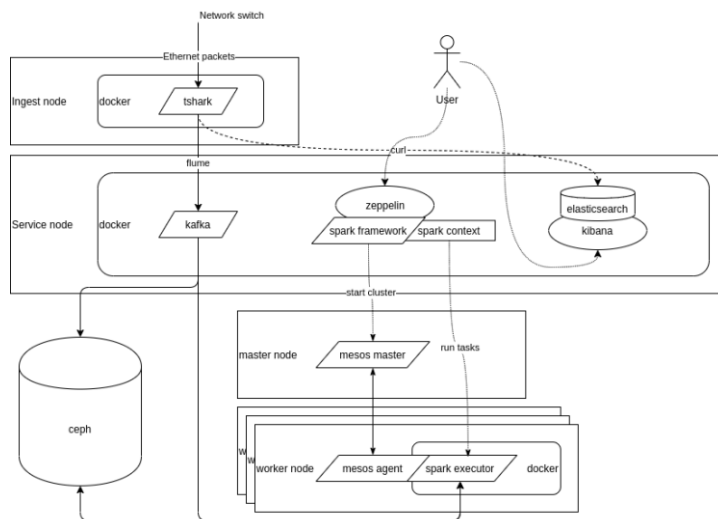 Network switch
Ethernet packets
Ingest node
docker
tshark
User
curl
flume
Service node
docker
kafka
zeppelin
spark framework
spark context
elasticsearch
kibana
start cluster
master node
mesos master
run tasks
ceph
w
w
worker node
mesos agent
spark executor
docker